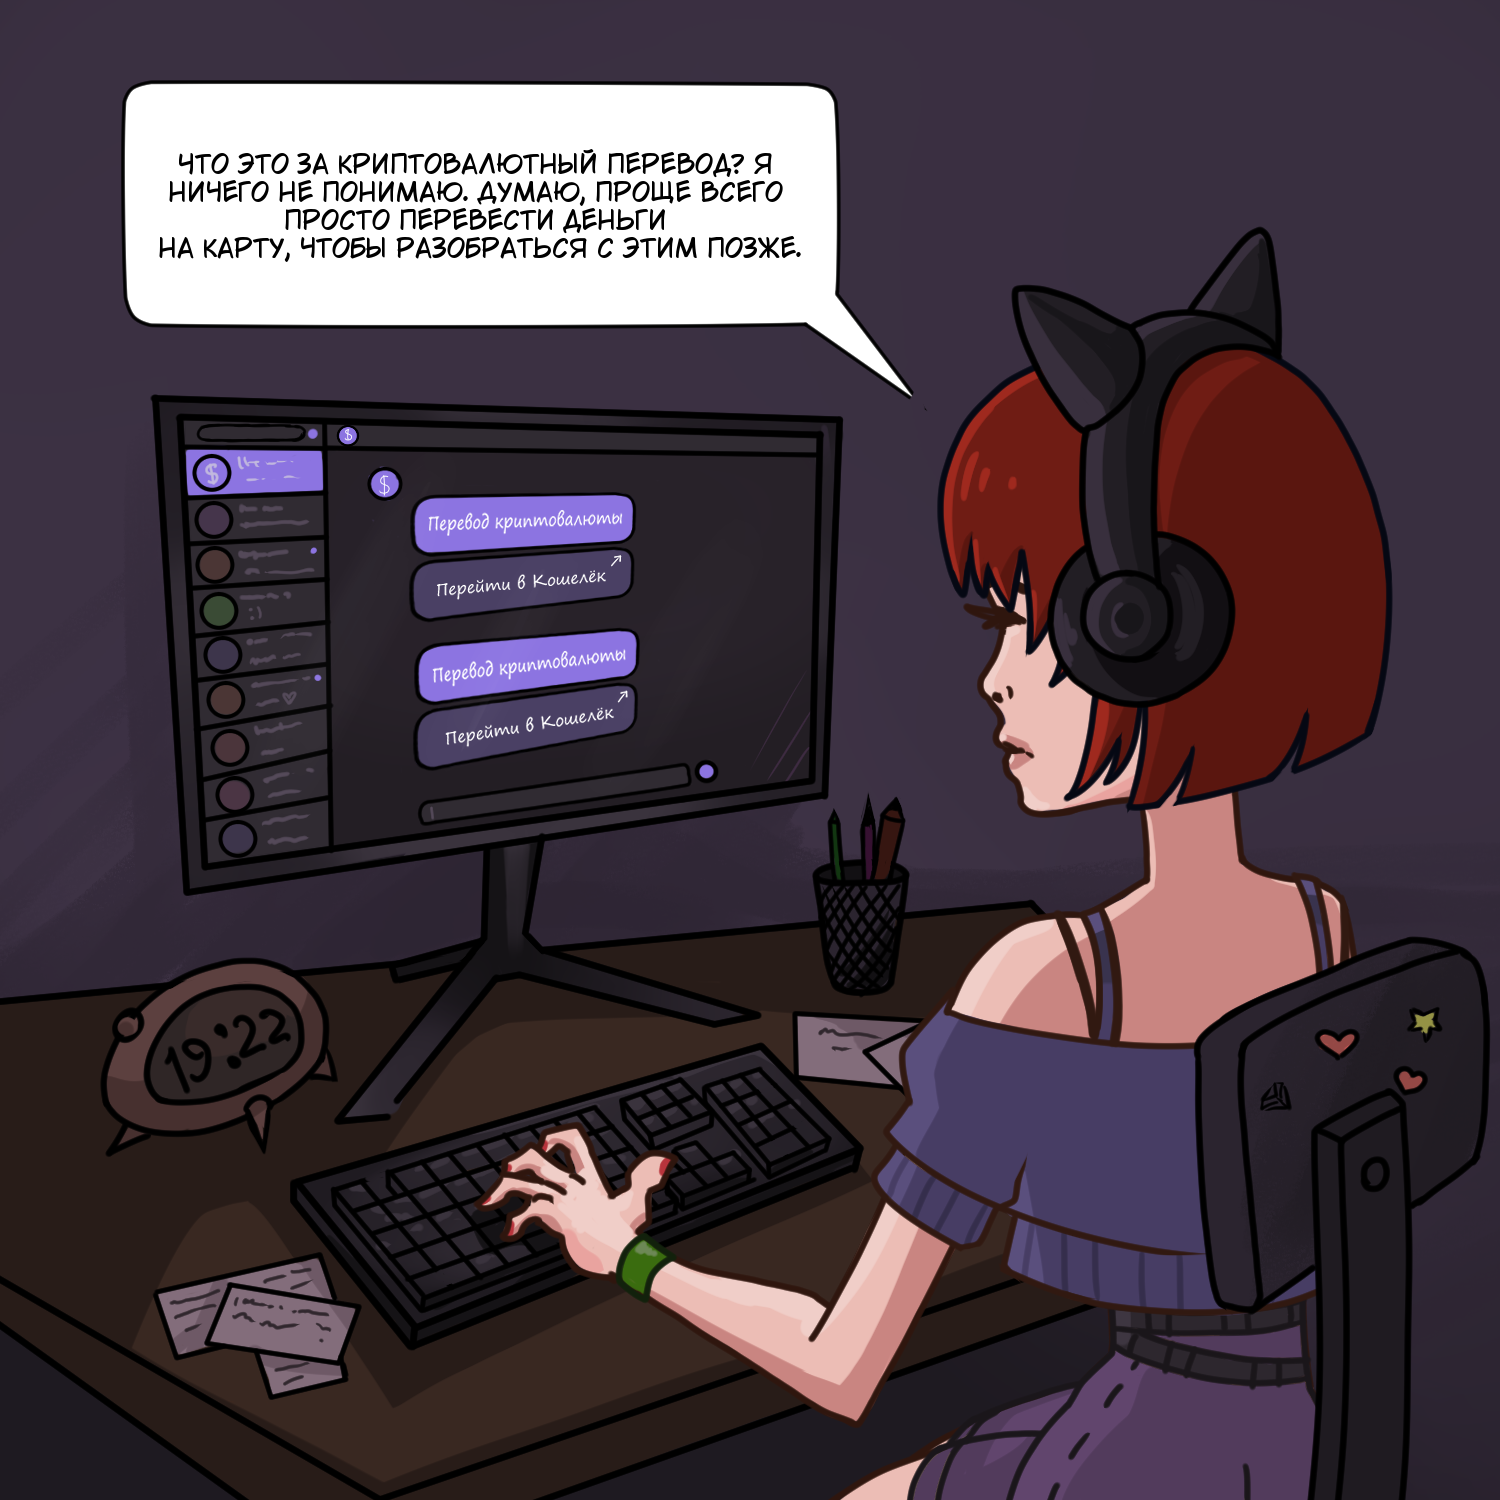 ЧТО ЭТО ЗА КРИПТОВАЛЮТНЫЙ ПЕРЕВОД? Я
НИЧЕГО НЕ ПОНИМАЮ. ДУМАЮ, ПРОЩЕ ВСЕГО
ПРОСТО ПЕРЕВЕСТИ ДЕНЬГИ
НА КАРТУ, ЧТОБЫ РАЗОБРАТЬСЯ С ЭТИМ ПОЗЖЕ.
$
$
$
Перевод криптовалюты
Перейти в Кошелёк
:)
Перевод криптовалюты
Перейти в Кошелёк
19:22